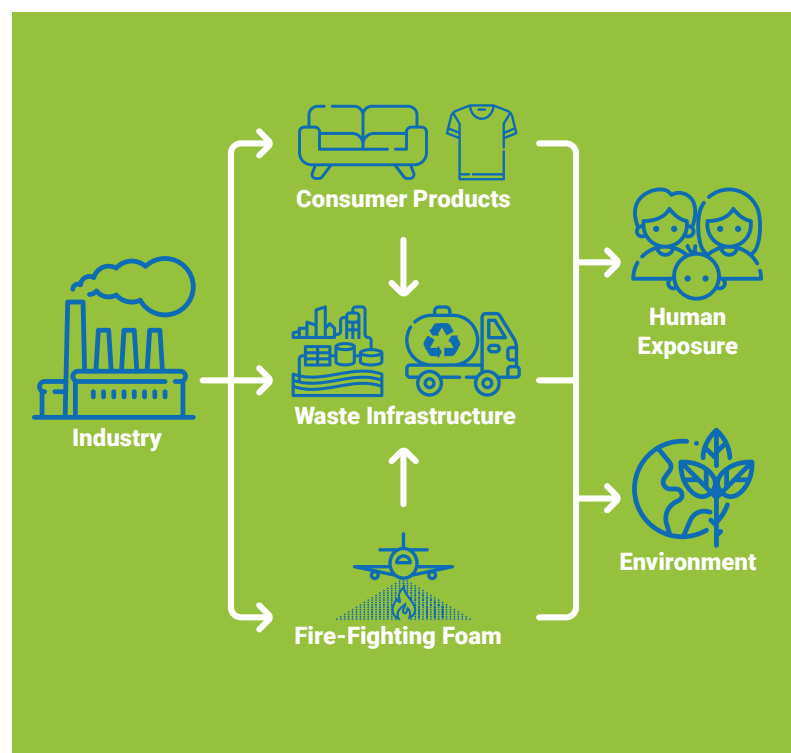 Consumer Products
Human
Exposure
Waste Infrastructure
Industry
Environment
Fire-Fighting Foam